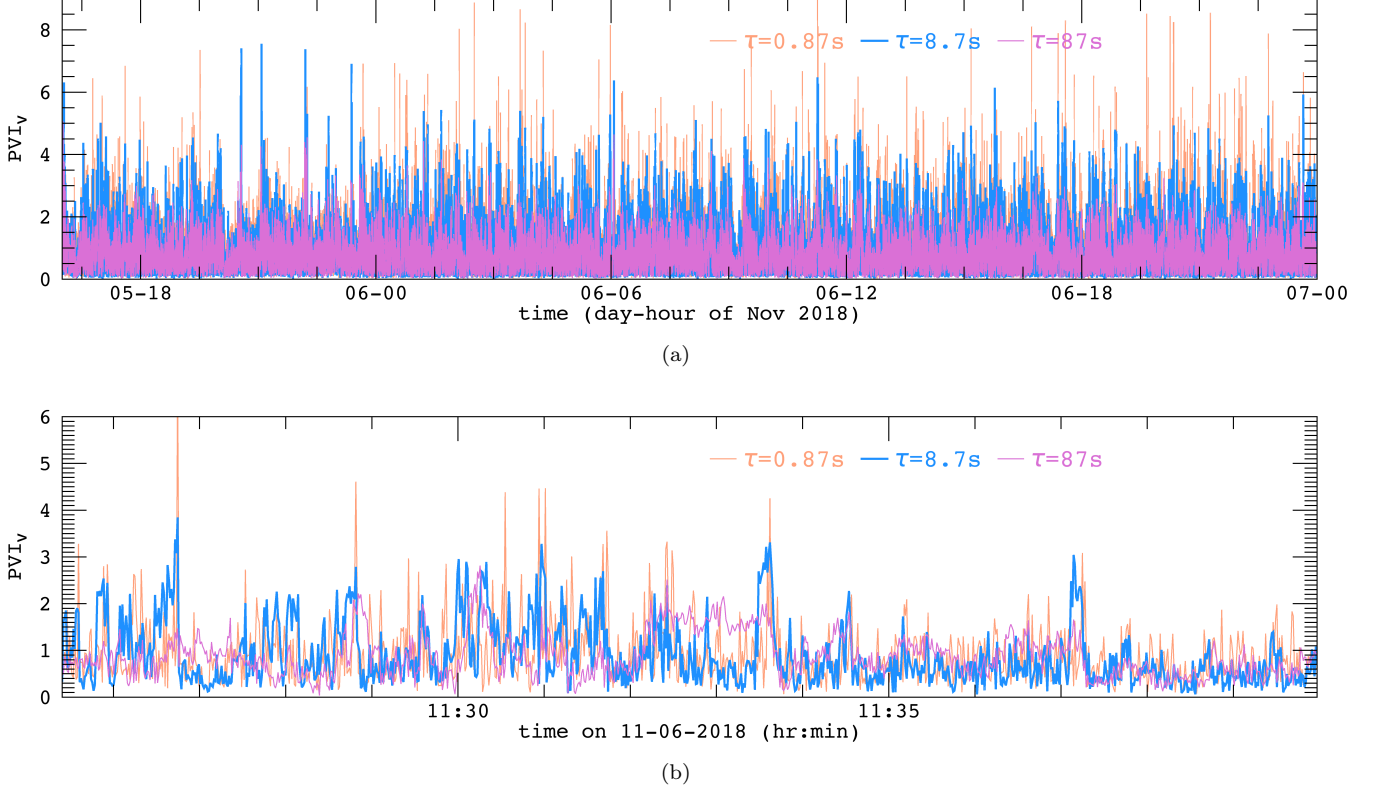 8
6
4
2
0
PVIv
τ=0.87s τ=8.7s τ=87s
05-18 06-00 06-06 06-12 06-18 07-00
time (day-hour of Nov 2018)
(a)
6
5
4
3
2
1
0
PVIv
τ=0.87s τ=8.7s τ=87s
11:30 11:35
time on 11-06-2018 (hr:min)
(b)